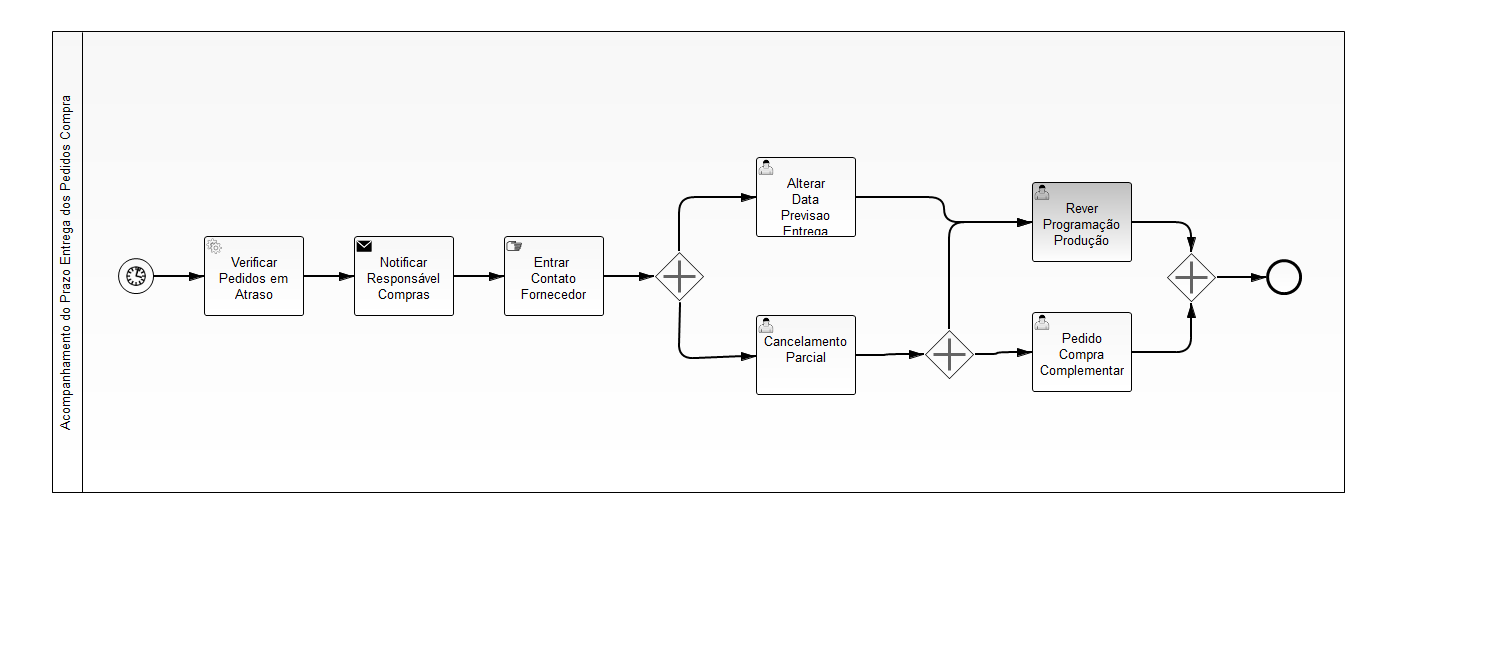 Acompanhamento do Prazo Entrega dos Pedidos Compra
Verificar
Pedidos em
Atraso
Notificar
Responsável
Compras
Entrar
Contato
Fornecedor
Alterar
Data
Previsao
Entrega
Cancelamento
Parcial
Rever
Programação
Produção
Pedido
Compra
Complementar